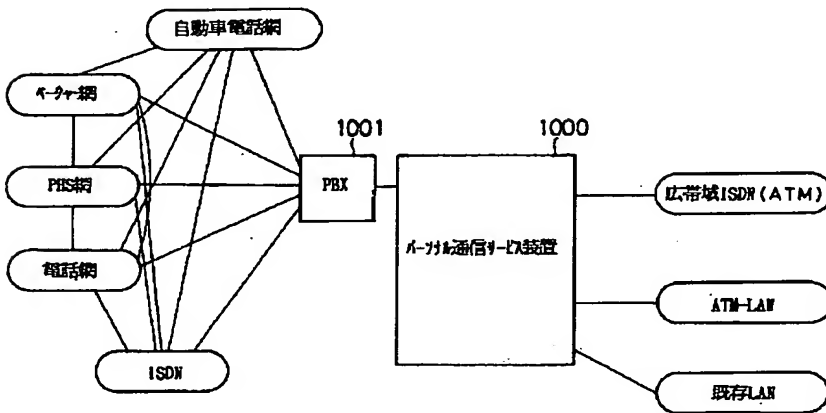 自動車電話網
ページャー網
1001
1000
PHS網
PBX
広帯域ISDN(ATM)
電話網
パーソナル通信サービス装置
ATM-LAN
ISDN
既存LAN